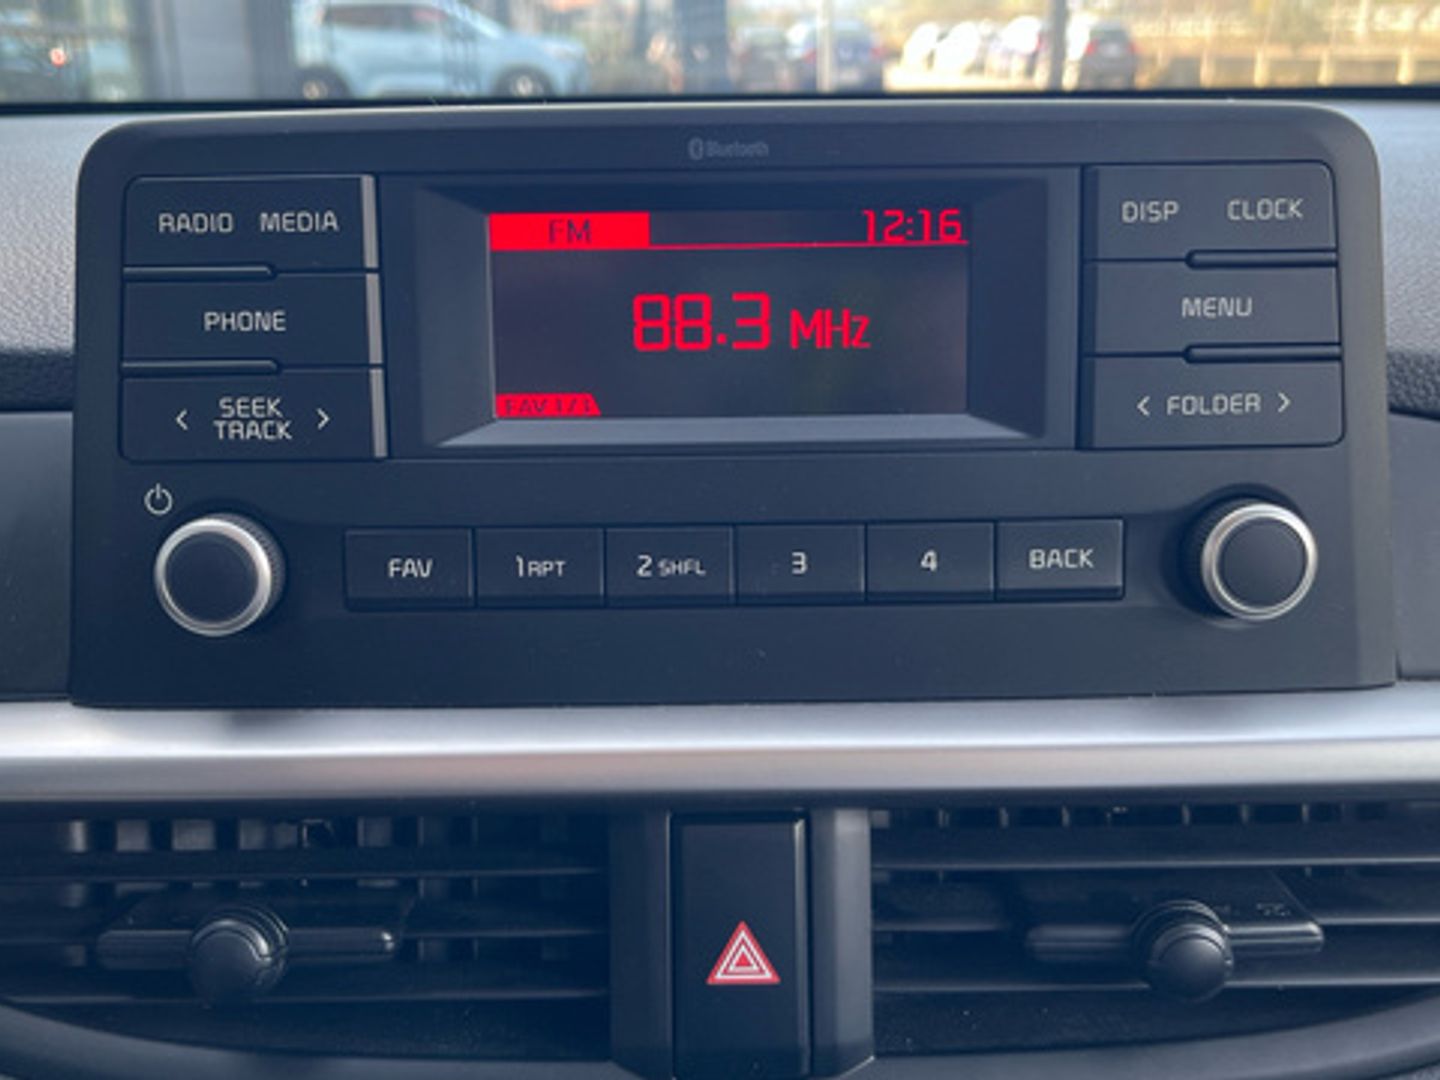 Bluetooth
RADIO MEDIA
FM 12:16
DISP CLOCK
PHONE
88.3 MHz
MENU
< SEEK TRACK >
FAV 1/1
< FOLDER >
FAV
1 RPT
2 SHFL
3
4
BACK